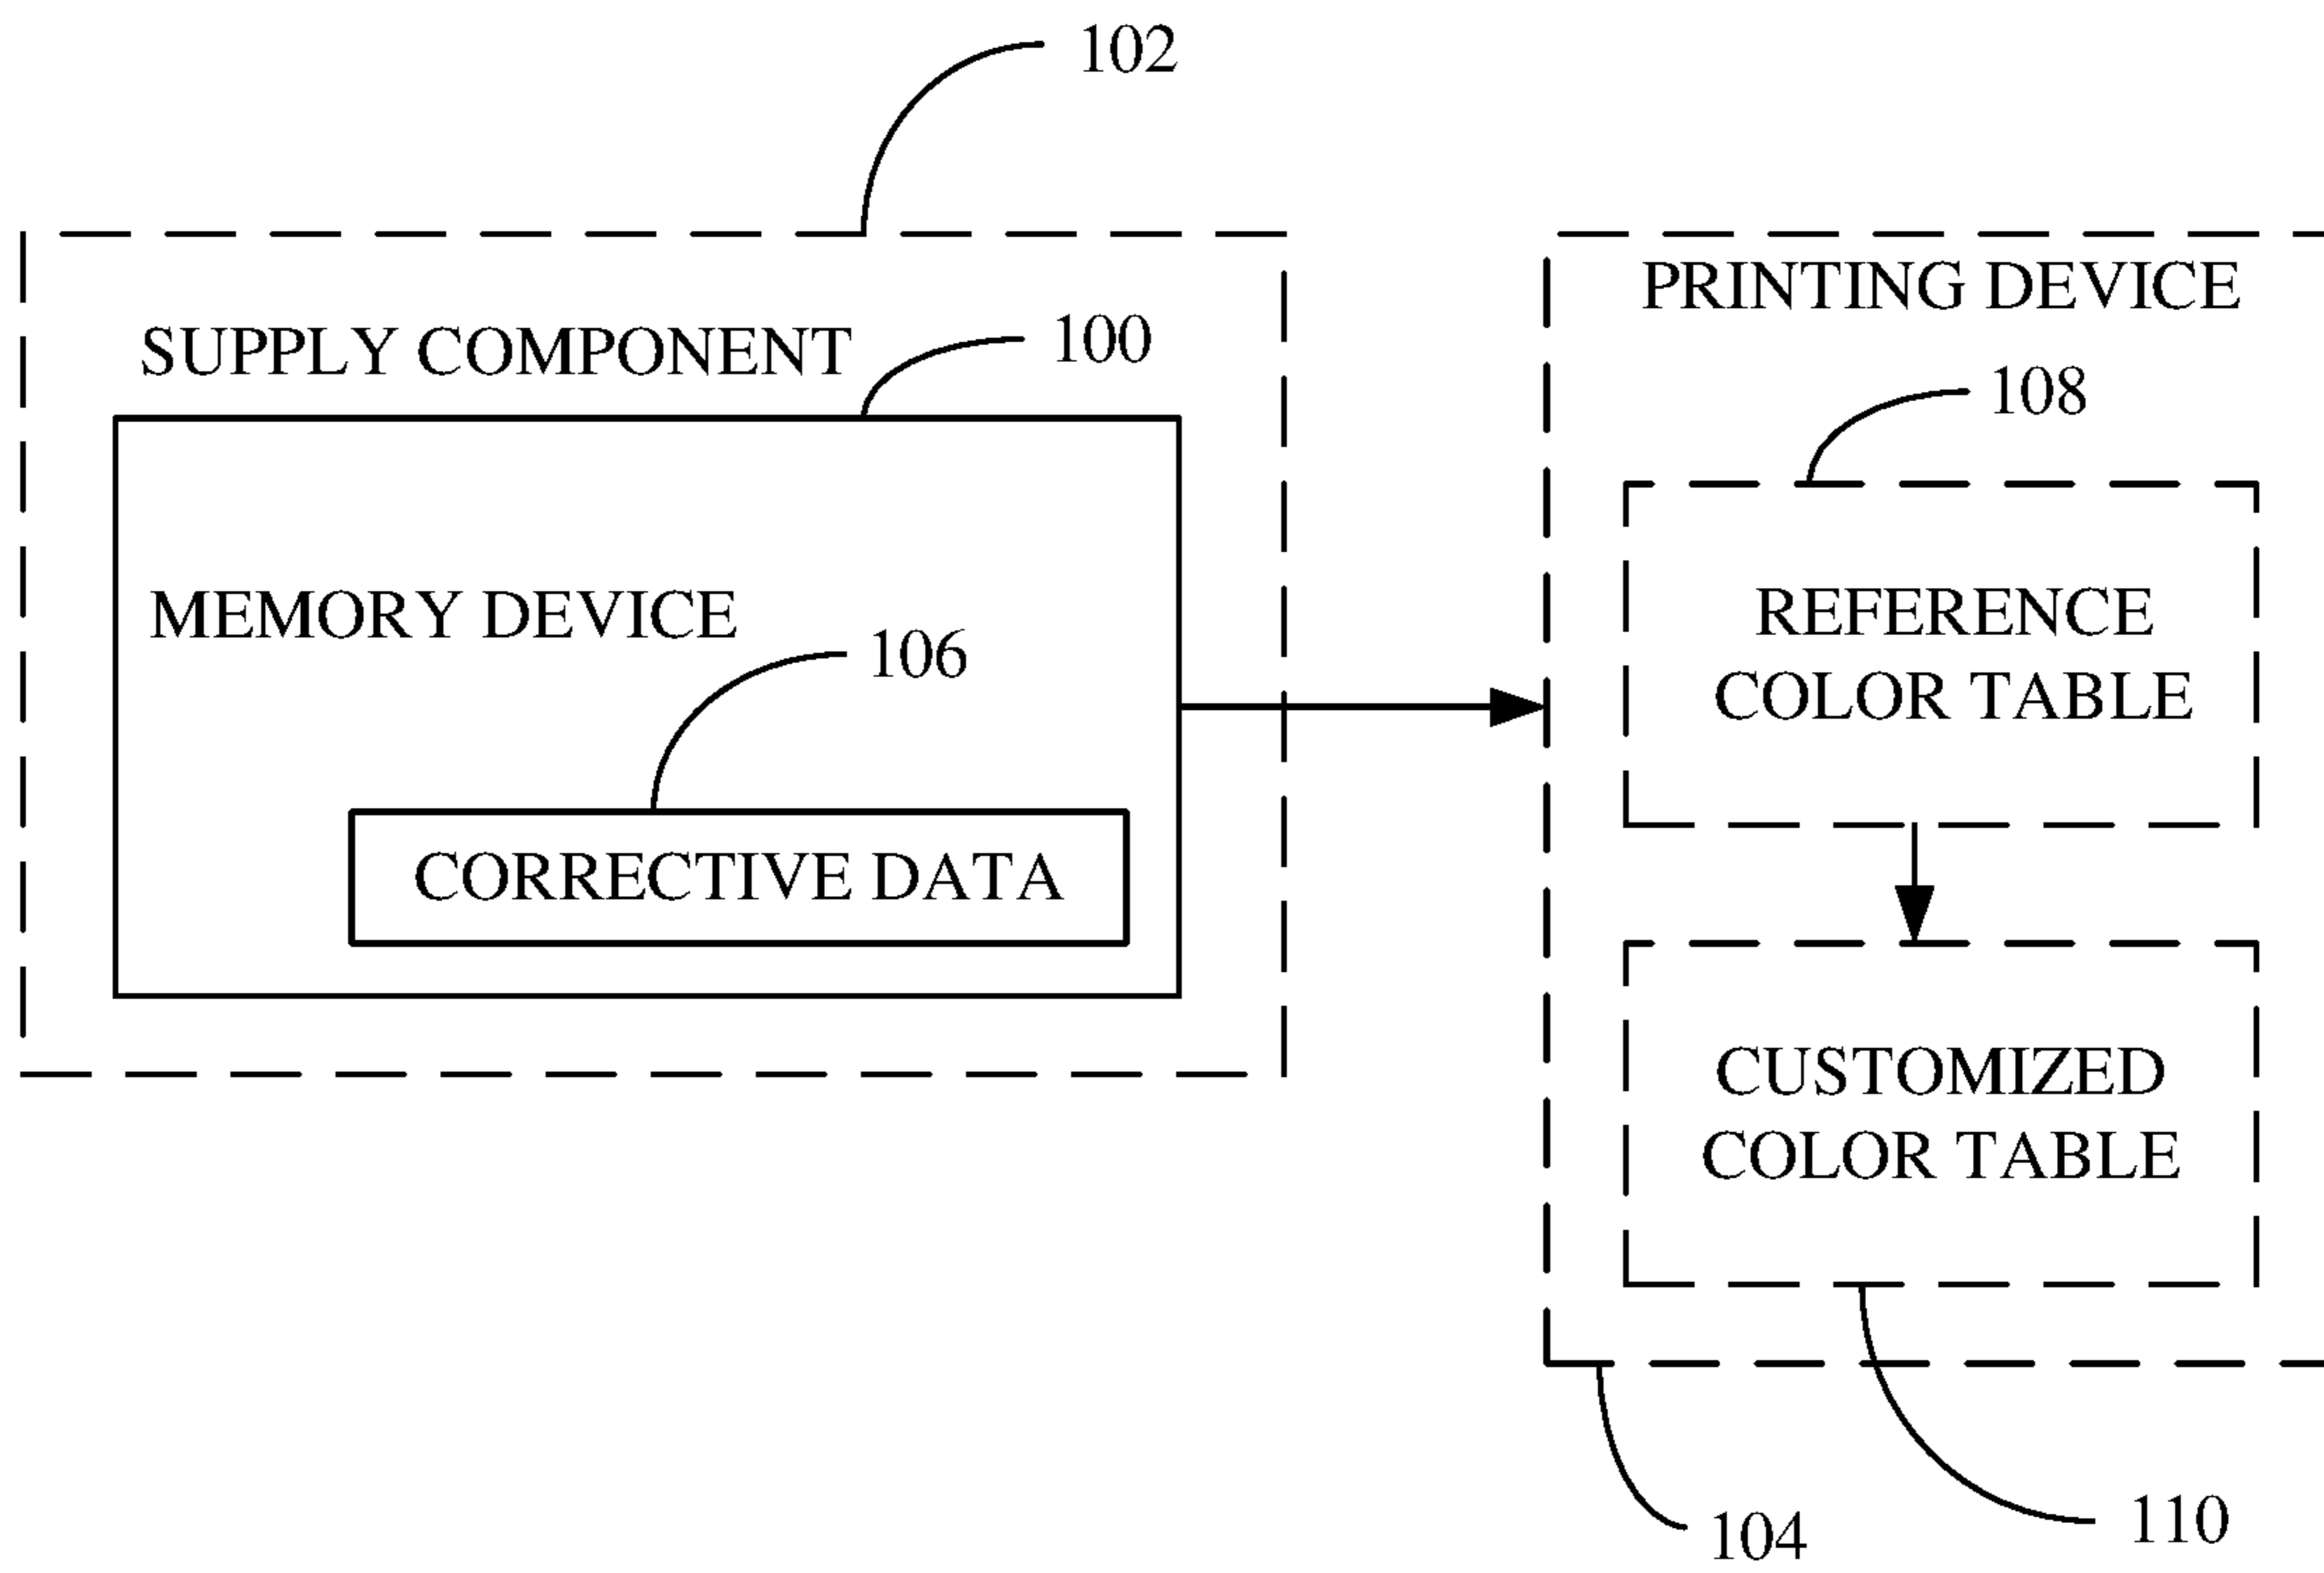 102
SUPPLY COMPONENT
100
MEMORY DEVICE
106
CORRECTIVE DATA
PRINTING DEVICE
108
REFERENCE
COLOR TABLE
CUSTOMIZED
COLOR TABLE
104
110